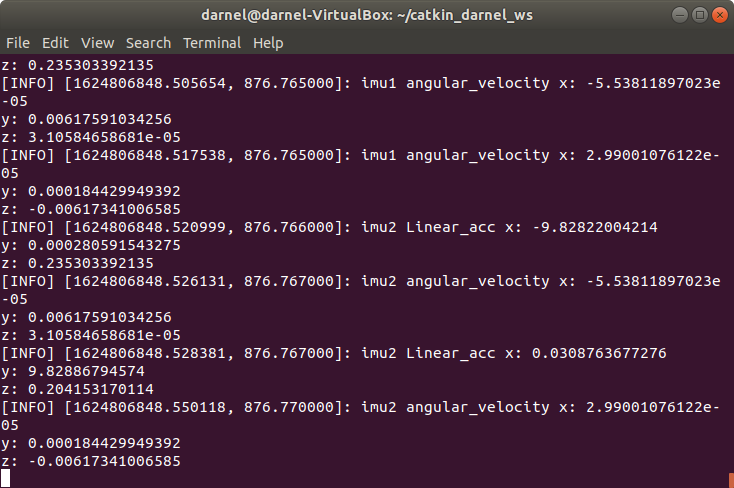 darnel@darnel-VirtualBox: ~/catkin_darnel_ws
File Edit View Search Terminal Help
z: 0.235303392135
[INFO] [1624806848.505654, 876.765000]: imu1 angular_velocity x: -5.53811897023e
-05
y: 0.00617591034256
z: 3.10584658681e-05
[INFO] [1624806848.517538, 876.765000]: imu1 angular_velocity x: 2.99001076122e-
05
y: 0.000184429949392
z: -0.00617341006585
[INFO] [1624806848.520999, 876.766000]: imu2 Linear_acc x: -9.82822004214
y: 0.000280591543275
z: 0.235303392135
[INFO] [1624806848.526131, 876.767000]: imu2 angular_velocity x: -5.53811897023e
-05
y: 0.00617591034256
z: 3.10584658681e-05
[INFO] [1624806848.528381, 876.767000]: imu2 Linear_acc x: 0.0308763677276
y: 9.82886794574
z: 0.204153170114
[INFO] [1624806848.550118, 876.770000]: imu2 angular_velocity x: 2.99001076122e-
05
y: 0.000184429949392
z: -0.00617341006585